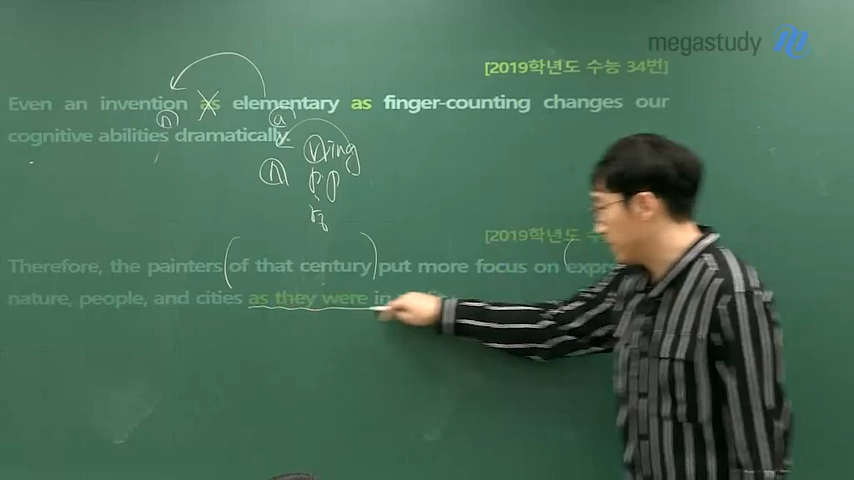 megastudy
[2019학년도 수능 34번]
Even an invention as elementary as finger-counting changes our
cognitive abilities dramatically.
n a
n Ving
p.p
[2019학년도
Therefore, the painters of that century put more focus on
nature, people, and cities as they were in